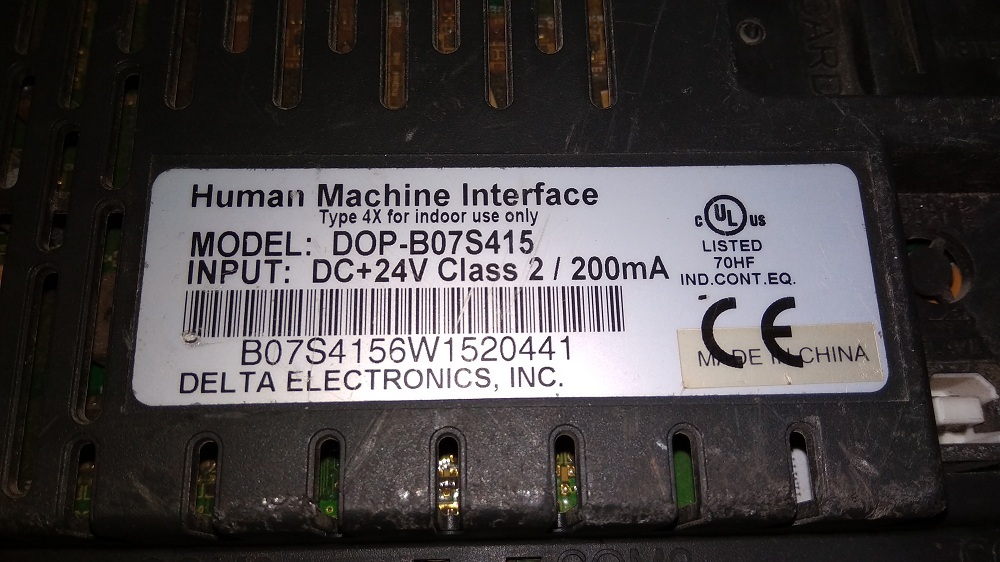 Human Machine Interface
Type 4X for indoor use only
MODEL: DOP-B07S415
INPUT: DC+24V Class 2 / 200mA
B07S4156W1520441
DELTA ELECTRONICS, INC.
c UL us
LISTED
70HF
IND.CONT.EQ.
CE
MADE IN CHINA